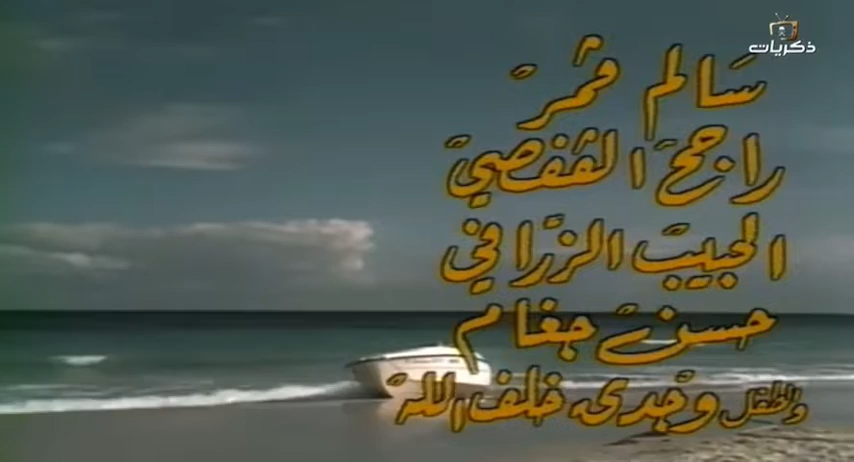 ذكريات
سالم قمر
راجح القفصي
الحبيب الزرافي
حسن جغام
والطفل وجدي خلف الله